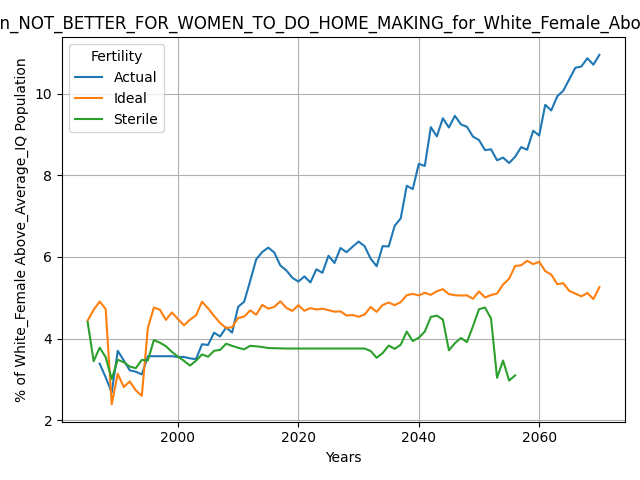 n_NOT_BETTER_FOR_WOMEN_TO_DO_HOME_MAKING_for_White_Female_Abo
Fertility
Actual
Ideal
Sterile
% of White_Female Above_Average_IQ Population
10
8
6
4
2
2000 2020 2040 2060
Years